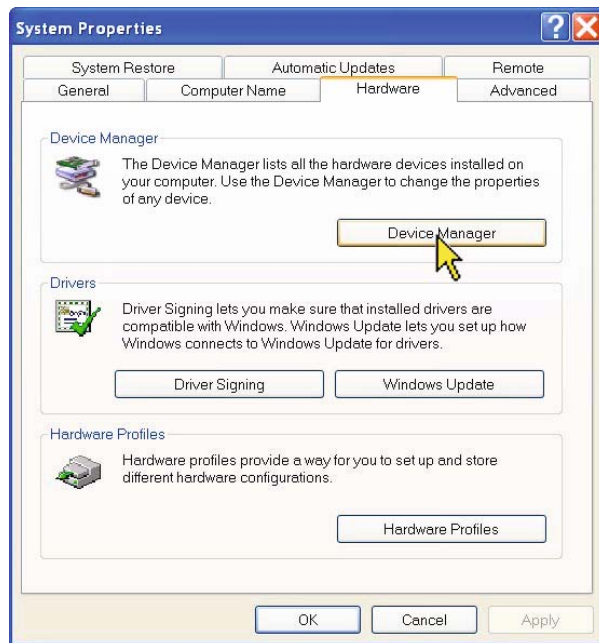 System Properties
System Restore
Automatic Updates
Remote
General
Computer Name
Hardware
Advanced
Device Manager
The Device Manager lists all the hardware devices installed on
your computer. Use the Device Manager to change the properties
of any device.
Device Manager
Drivers
Driver Signing lets you make sure that installed drivers are
compatible with Windows. Windows Update lets you set up how
Windows connects to Windows Update for drivers.
Driver Signing
Windows Update
Hardware Profiles
Hardware profiles provide a way for you to set up and store
different hardware configurations.
Hardware Profiles
OK
Cancel
Apply